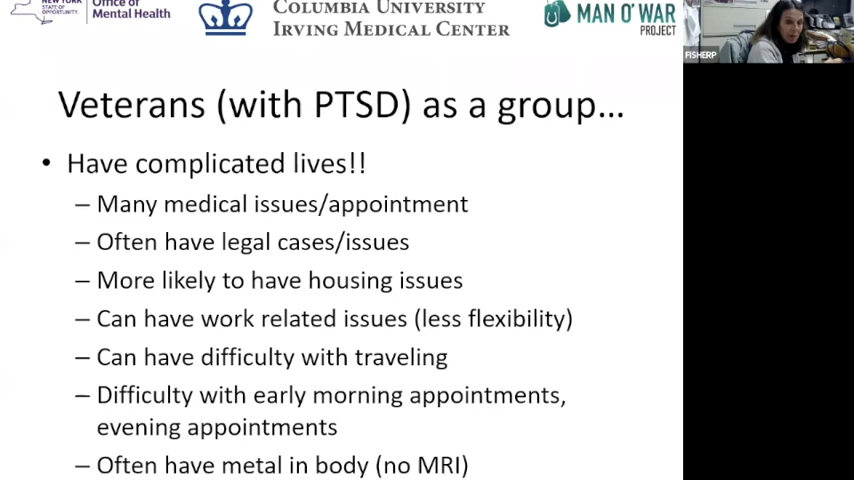 NEW YORK
STATE OF
OPPORTUNITY.
Office of
Mental Health
COLUMBIA UNIVERSITY
IRVING MEDICAL CENTER
MAN O' WAR
PROJECT
FISHERP
Veterans (with PTSD) as a group...
• Have complicated lives!!
– Many medical issues/appointment
– Often have legal cases/issues
– More likely to have housing issues
– Can have work related issues (less flexibility)
– Can have difficulty with traveling
– Difficulty with early morning appointments,
evening appointments
– Often have metal in body (no MRI)